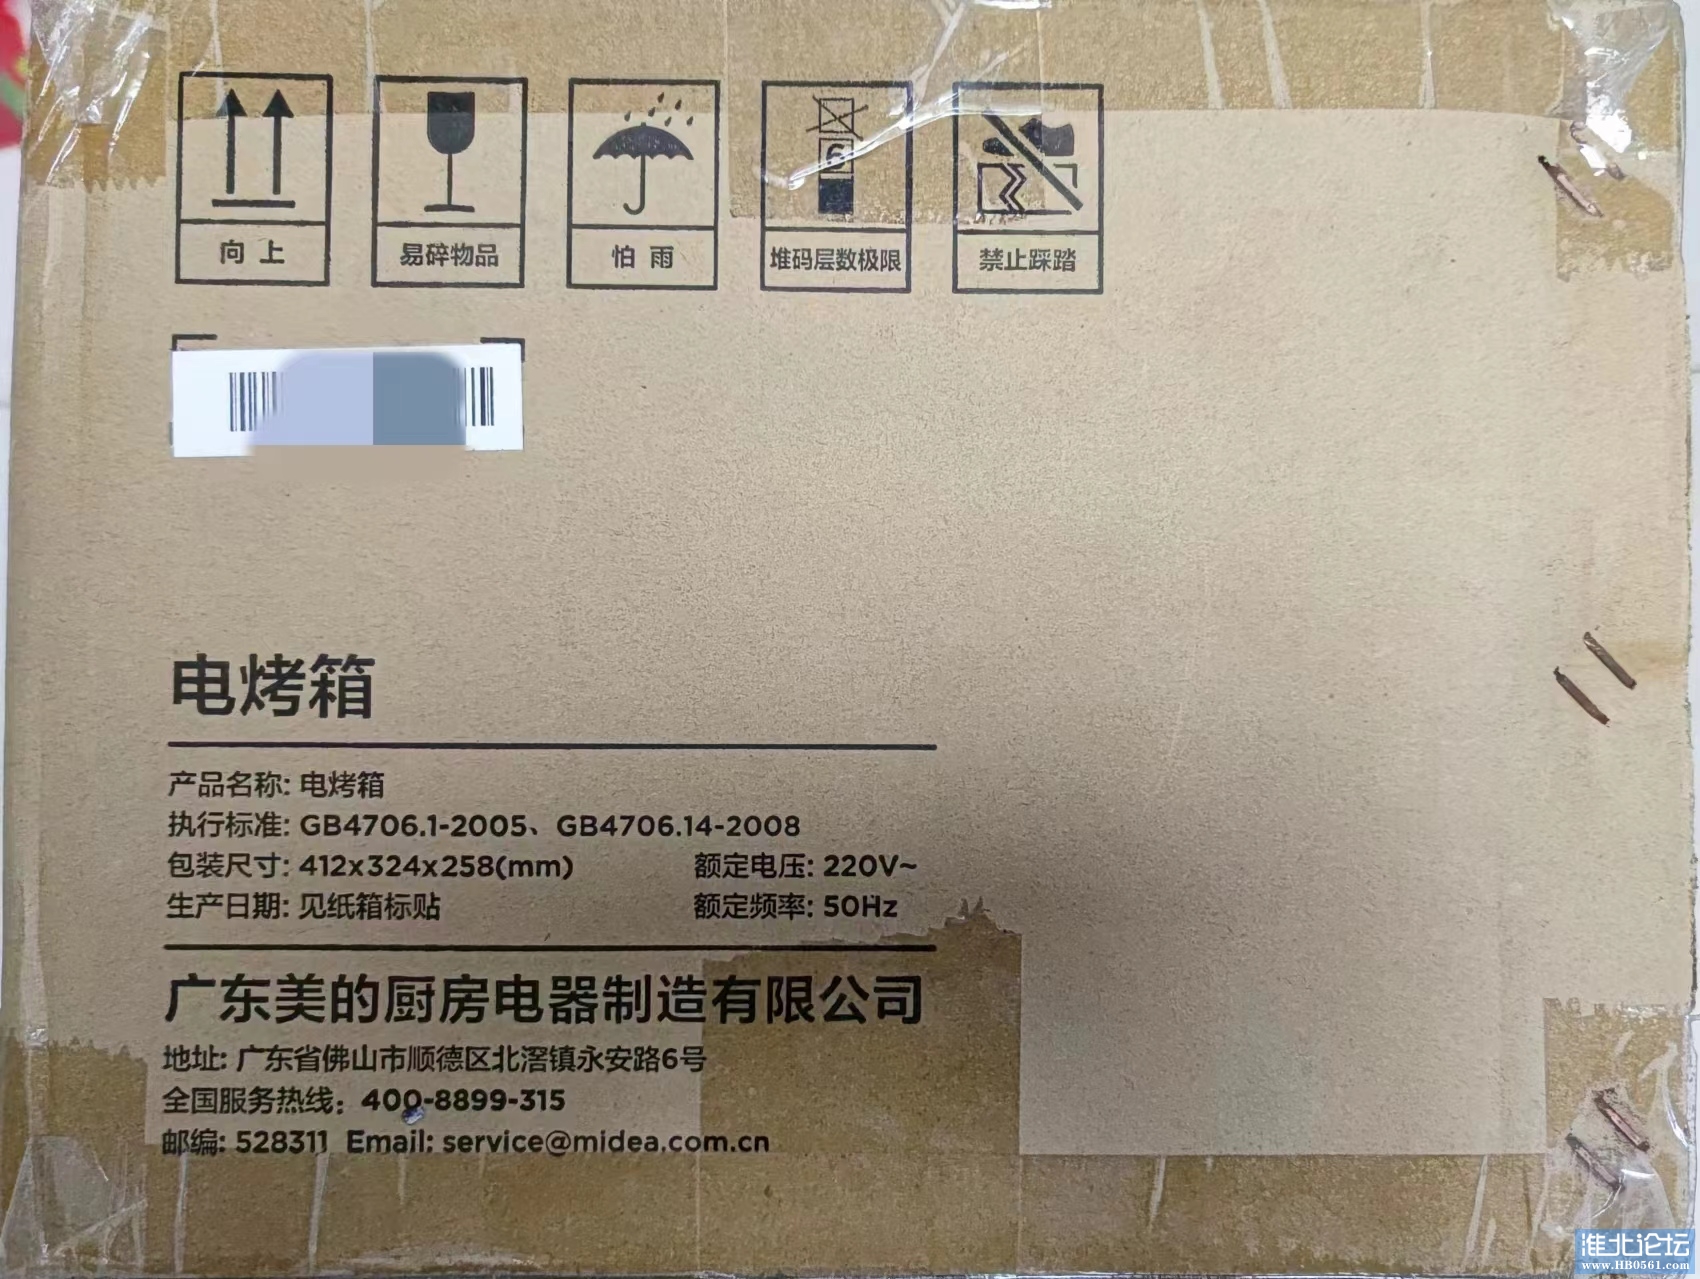 6
向上
易碎物品
怕雨
堆码层数极限
禁止踩踏
电烤箱
产品名称: 电烤箱
执行标准: GB4706.1-2005、GB4706.14-2008
包装尺寸: 412x324x258(mm) 额定电压: 220V~
生产日期: 见纸箱标贴 额定频率: 50Hz
广东美的厨房电器制造有限公司
地址: 广东省佛山市顺德区北滘镇永安路6号
全国服务热线: 400-8899-315
邮编: 528311 Email: service@midea.com.cn
淮北论坛
www.HB0561.com